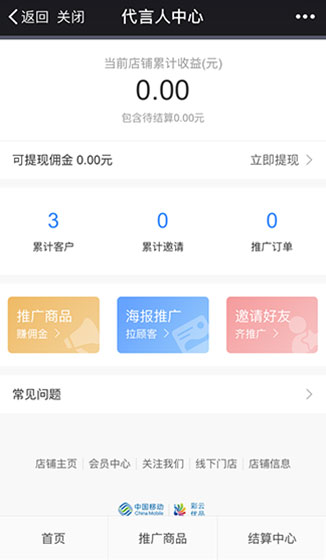 返回 关闭 代言人中心
当前店铺累计收益(元)
0.00
包含待结算0.00元
可提现佣金 0.00元 立即提现
3 0 0
累计客户 累计邀请 推广订单
推广商品 海报推广 邀请好友
赚佣金 拉顾客 齐推广
常见问题
店铺主页 会员中心 关注我们 线下门店 店铺信息
中国移动 彩云
China Mobile 优品
首页 推广商品 结算中心